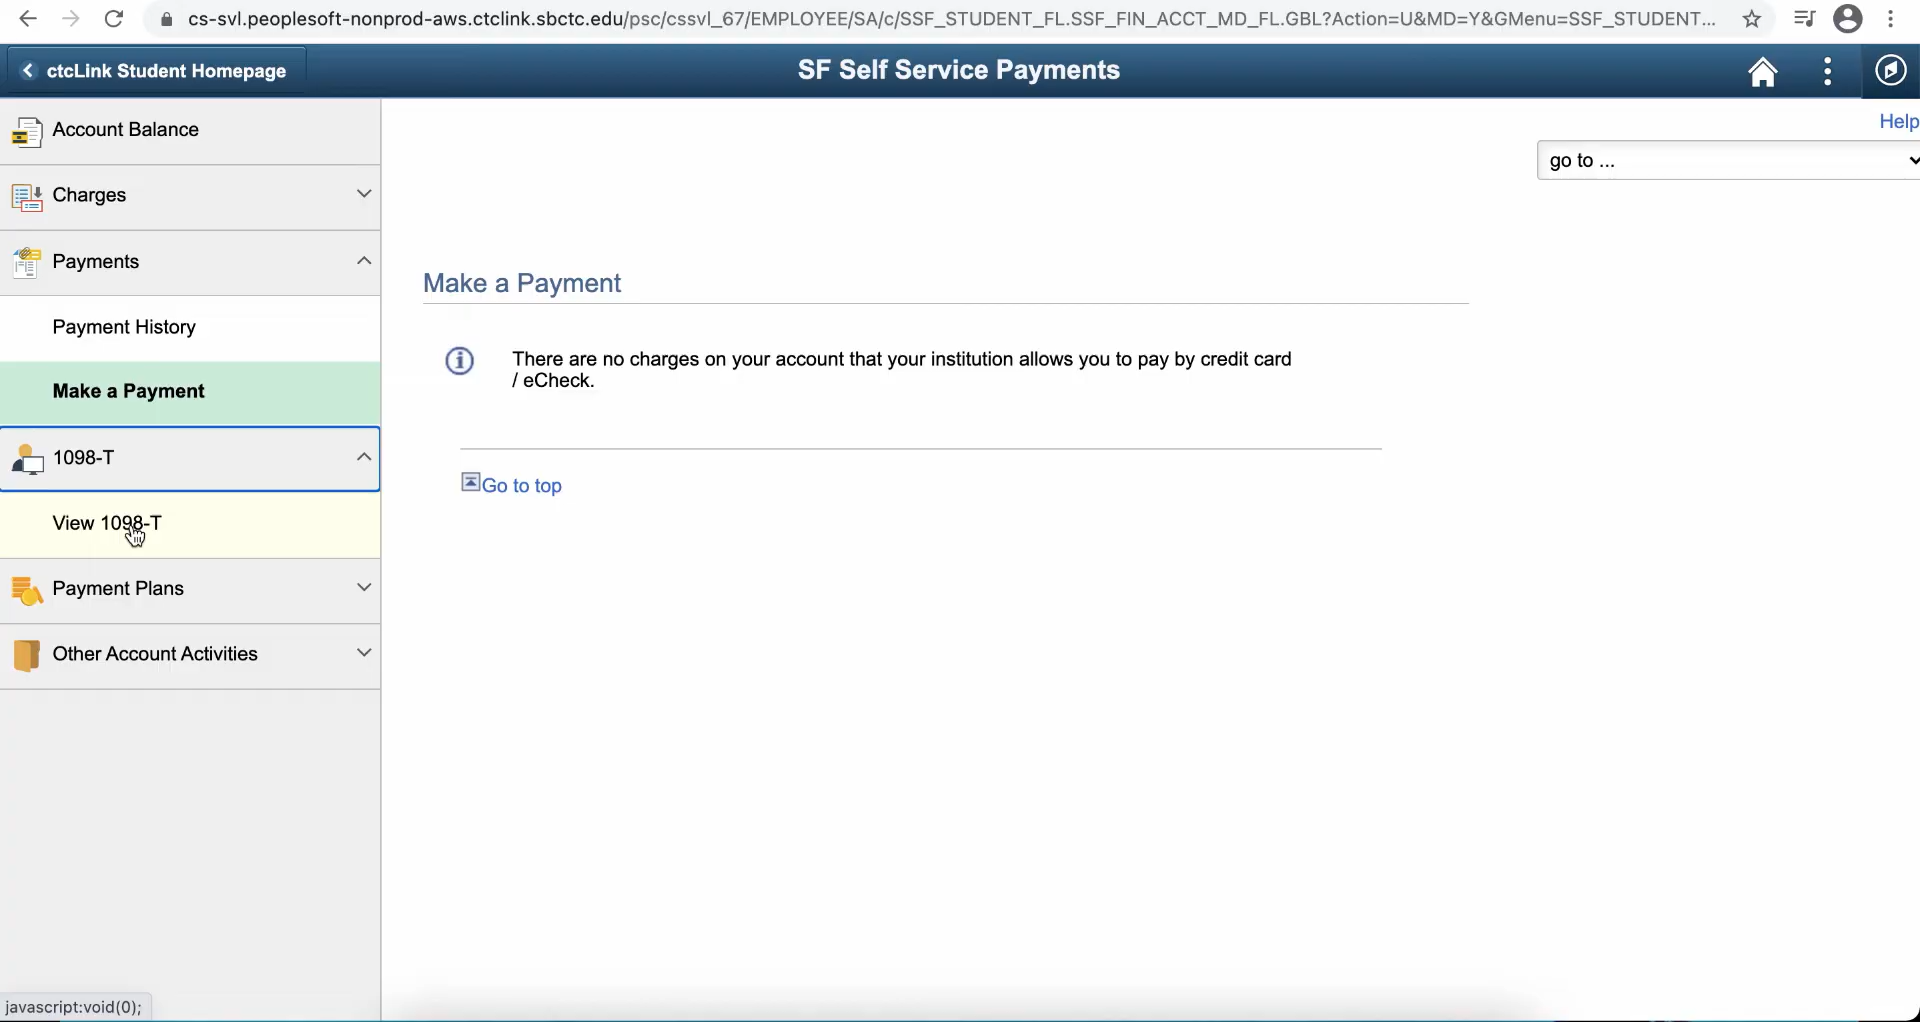 cs-svl.peoplesoft-nonprod-aws.ctclink.sbctc.edu/psc/cssvl_67/EMPLOYEE/SA/c/SSF_STUDENT_FL.SSF_FIN_ACCT_MD_FL.GBL?Action=U&MD=Y&GMenu=SSF_STUDENT...
ctcLink Student Homepage
SF Self Service Payments
Help
go to ...
Account Balance
Charges
Payments
Payment History
Make a Payment
1098-T
View 1098-T
Payment Plans
Other Account Activities
Make a Payment
There are no charges on your account that your institution allows you to pay by credit card
/ eCheck.
Go to top
javascript:void(0);